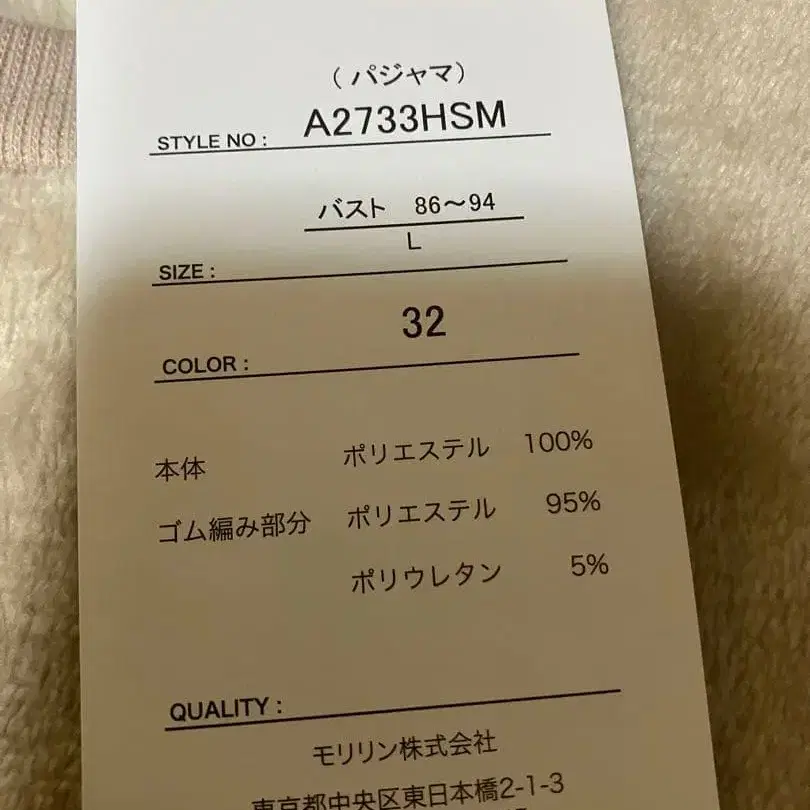 (パジャマ)
STYLE NO : A2733HSM
バスト 86～94
L
SIZE :
32
COLOR :
本体 ポリエステル 100%
ゴム編み部分 ポリエステル 95%
ポリウレタン 5%
QUALITY :
モリリン株式会社
東京都中央区東日本橋2-1-3